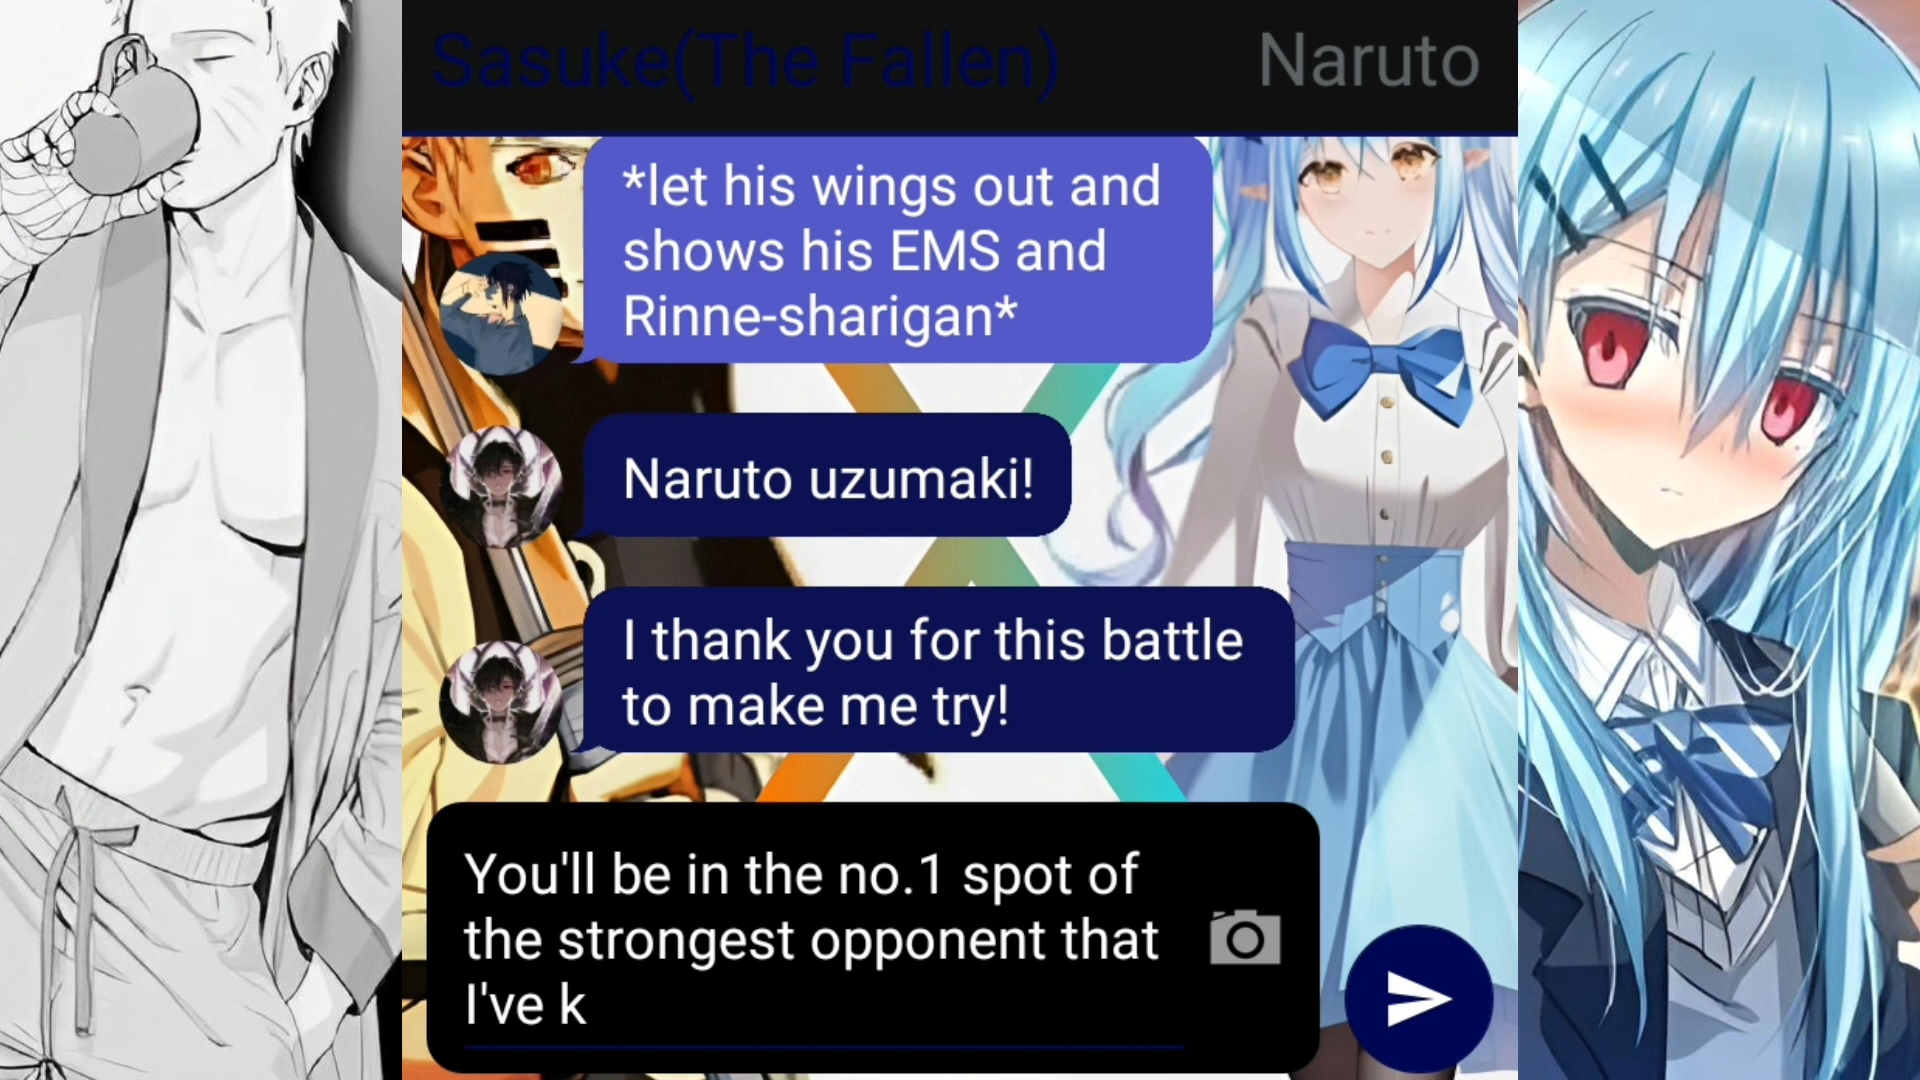 Sasuke(The Fallen)
Naruto
*let his wings out and
shows his EMS and
Rinne-sharigan*
Naruto uzumaki!
I thank you for this battle
to make me try!
You'll be in the no.1 spot of
the strongest opponent that
I've k